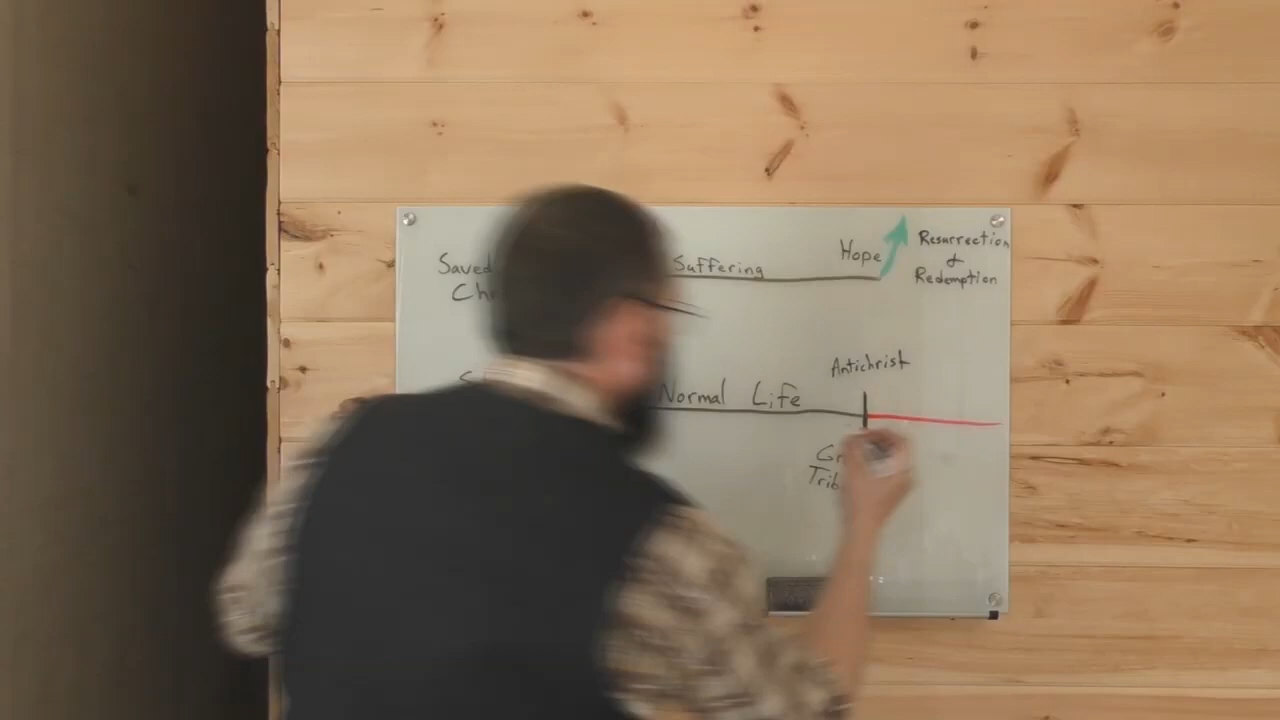 Saved Suffering Hope
Resurrection
&
Redemption
Antichrist
Normal Life